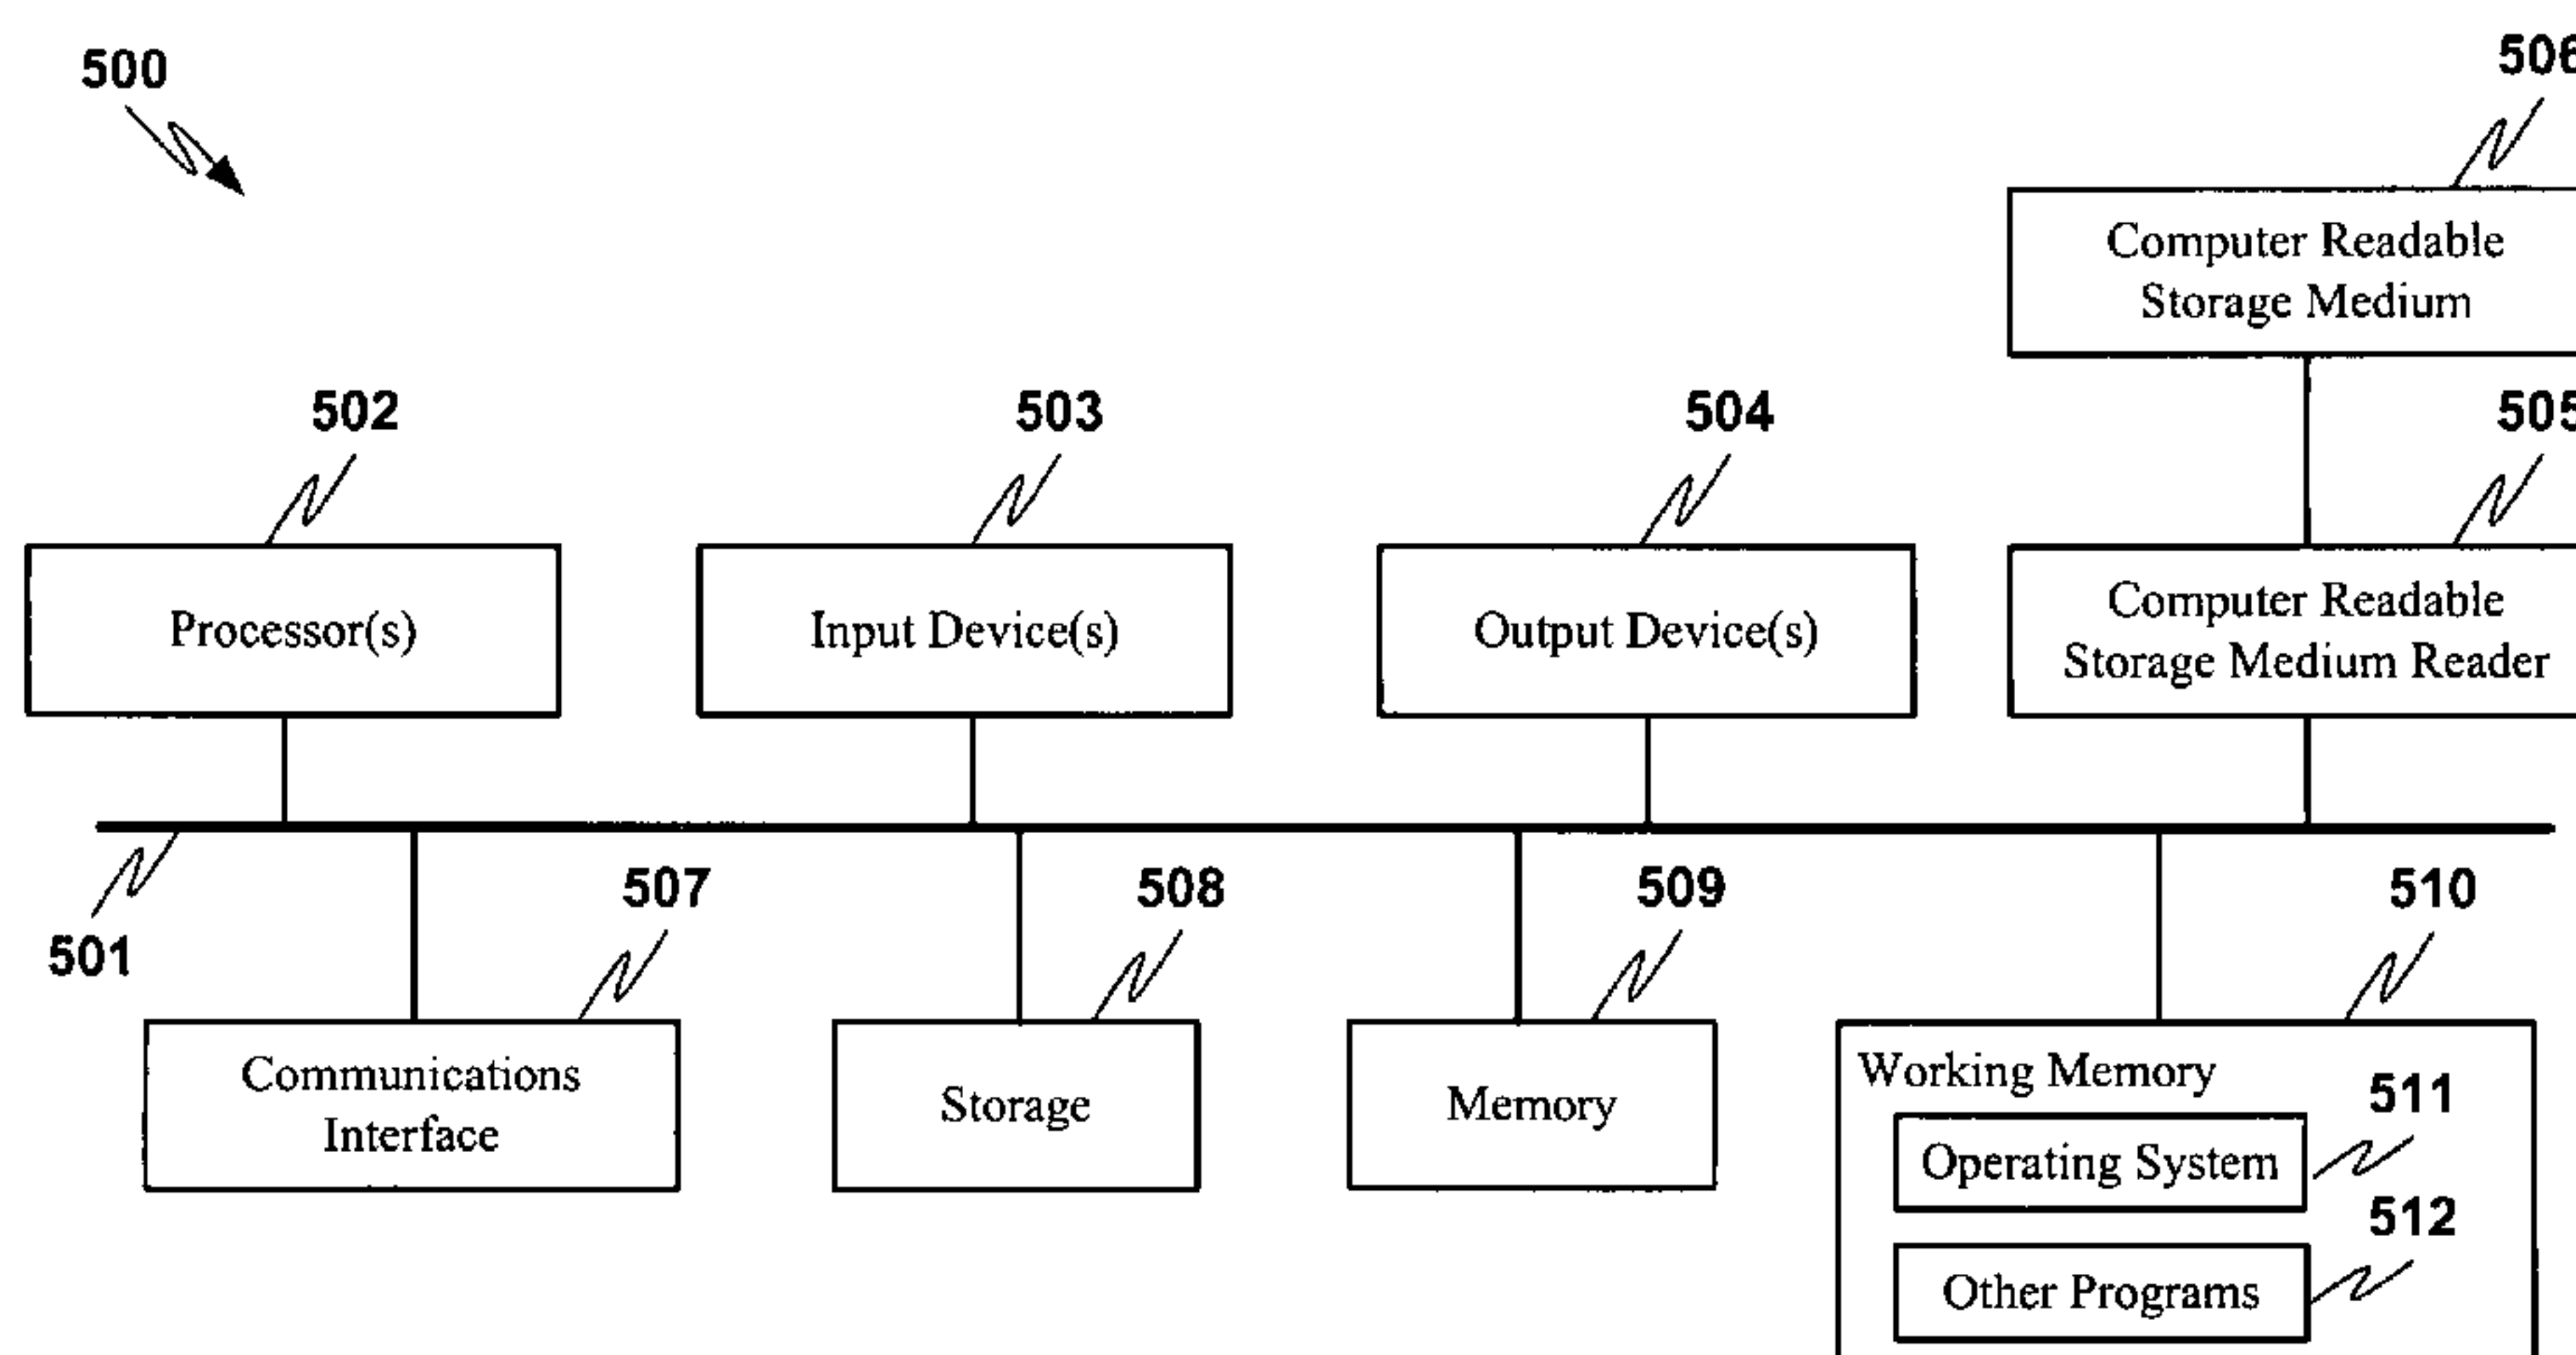 500
506
Computer Readable
Storage Medium
502
503
504
505
Processor(s)
Input Device(s)
Output Device(s)
Computer Readable
Storage Medium Reader
501
507
508
509
510
Communications
Interface
Storage
Memory
Working Memory
511
Operating System
512
Other Programs